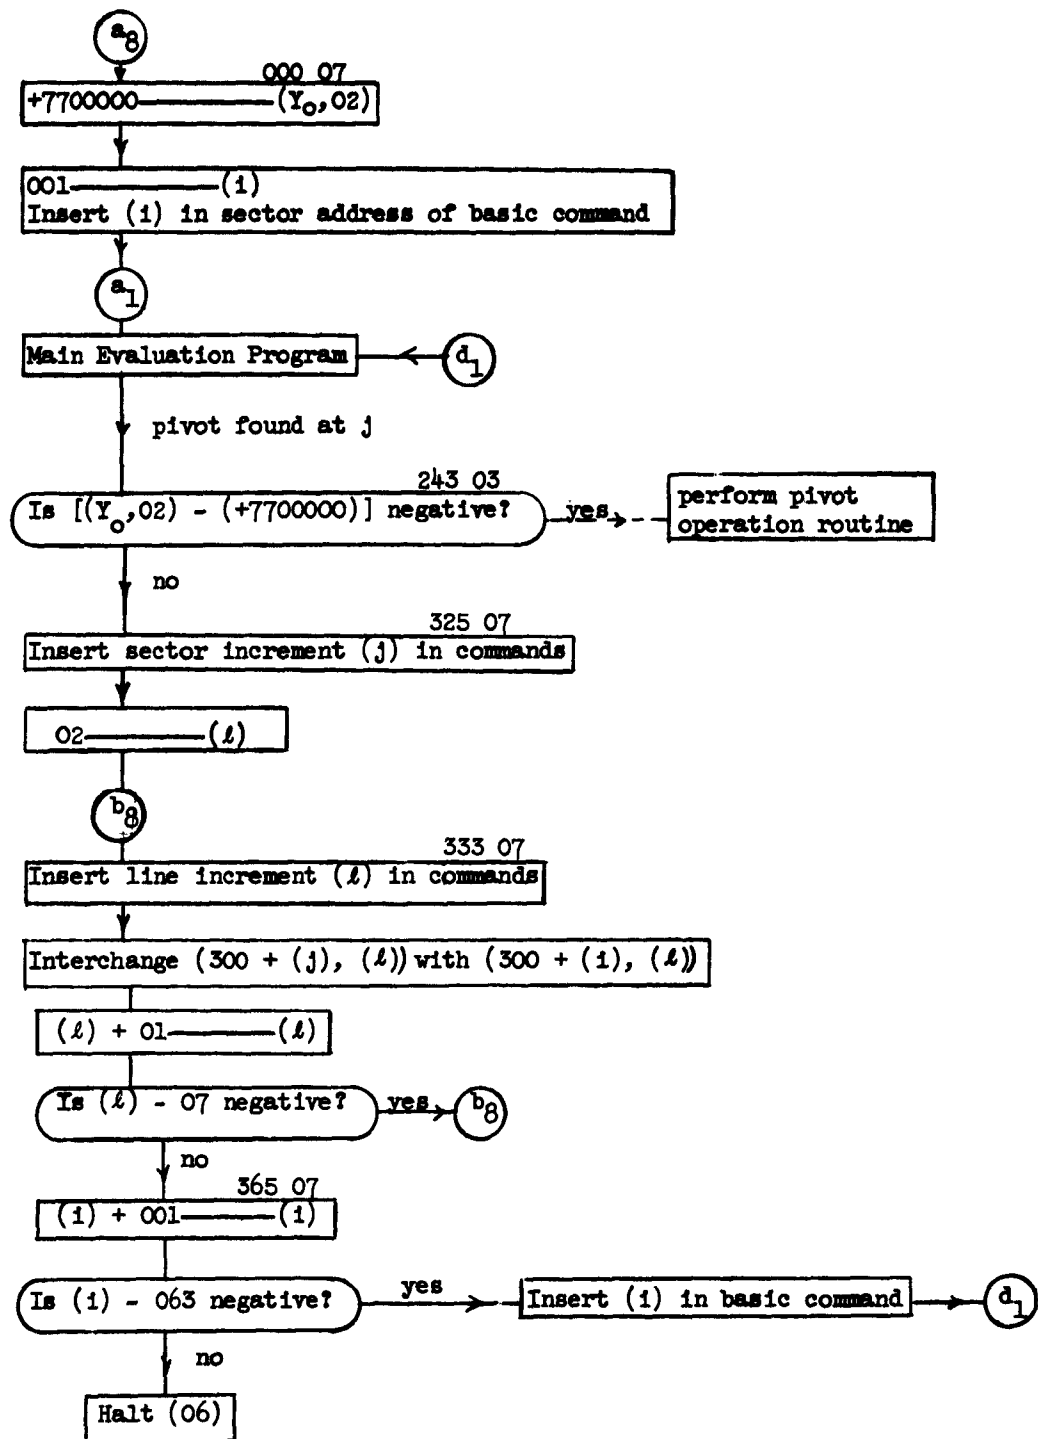 a8
000 07
+7700000————(Yo,02)
001————(i)
Insert (i) in sector address of basic command
a1
Main Evaluation Program
d1
pivot found at j
243 03
Is [(Yo,02) - (+7700000)] negative?
yes
perform pivot
operation routine
no
325 07
Insert sector increment (j) in commands
02————(ℓ)
b8
333 07
Insert line increment (ℓ) in commands
Interchange (300 + (j), (ℓ)) with (300 + (i), (ℓ))
(ℓ) + 01————(ℓ)
Is (ℓ) - 07 negative?
yes
b8
no
365 07
(i) + 001————(i)
Is (i) - 063 negative?
yes
Insert (i) in basic command
d1
no
Halt (06)